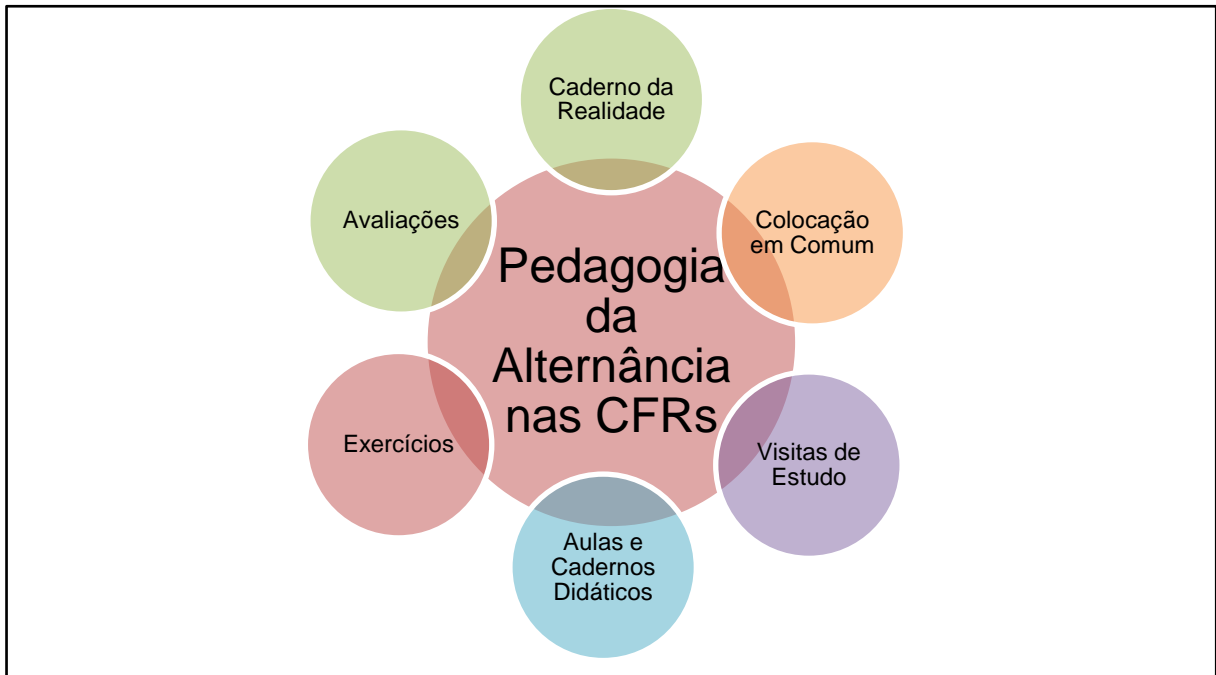 Caderno da
Realidade
Colocação
em Comum
Visitas de
Estudo
Aulas e
Cadernos
Didáticos
Exercícios
Avaliações
Pedagogia
da
Alternância
nas CFRs